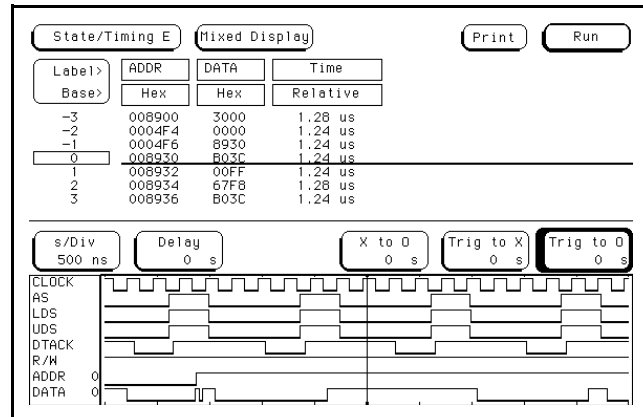 State/Timing E Mixed Display Print Run
Label> ADDR DATA Time
Base> Hex Hex Relative
-3 008900 3000 1.28 us
-2 0004F4 0000 1.24 us
-1 0004F6 8930 1.24 us
0 008930 B03C 1.24 us
1 008932 00FF 1.24 us
2 008934 67F8 1.28 us
3 008936 B03C 1.24 us
s/Div Delay X to O Trig to X Trig to O
500 ns 0 s 0 s 0 s 0 s
CLOCK
AS
LDS
UDS
DTACK
R/W
ADDR 0
DATA 0